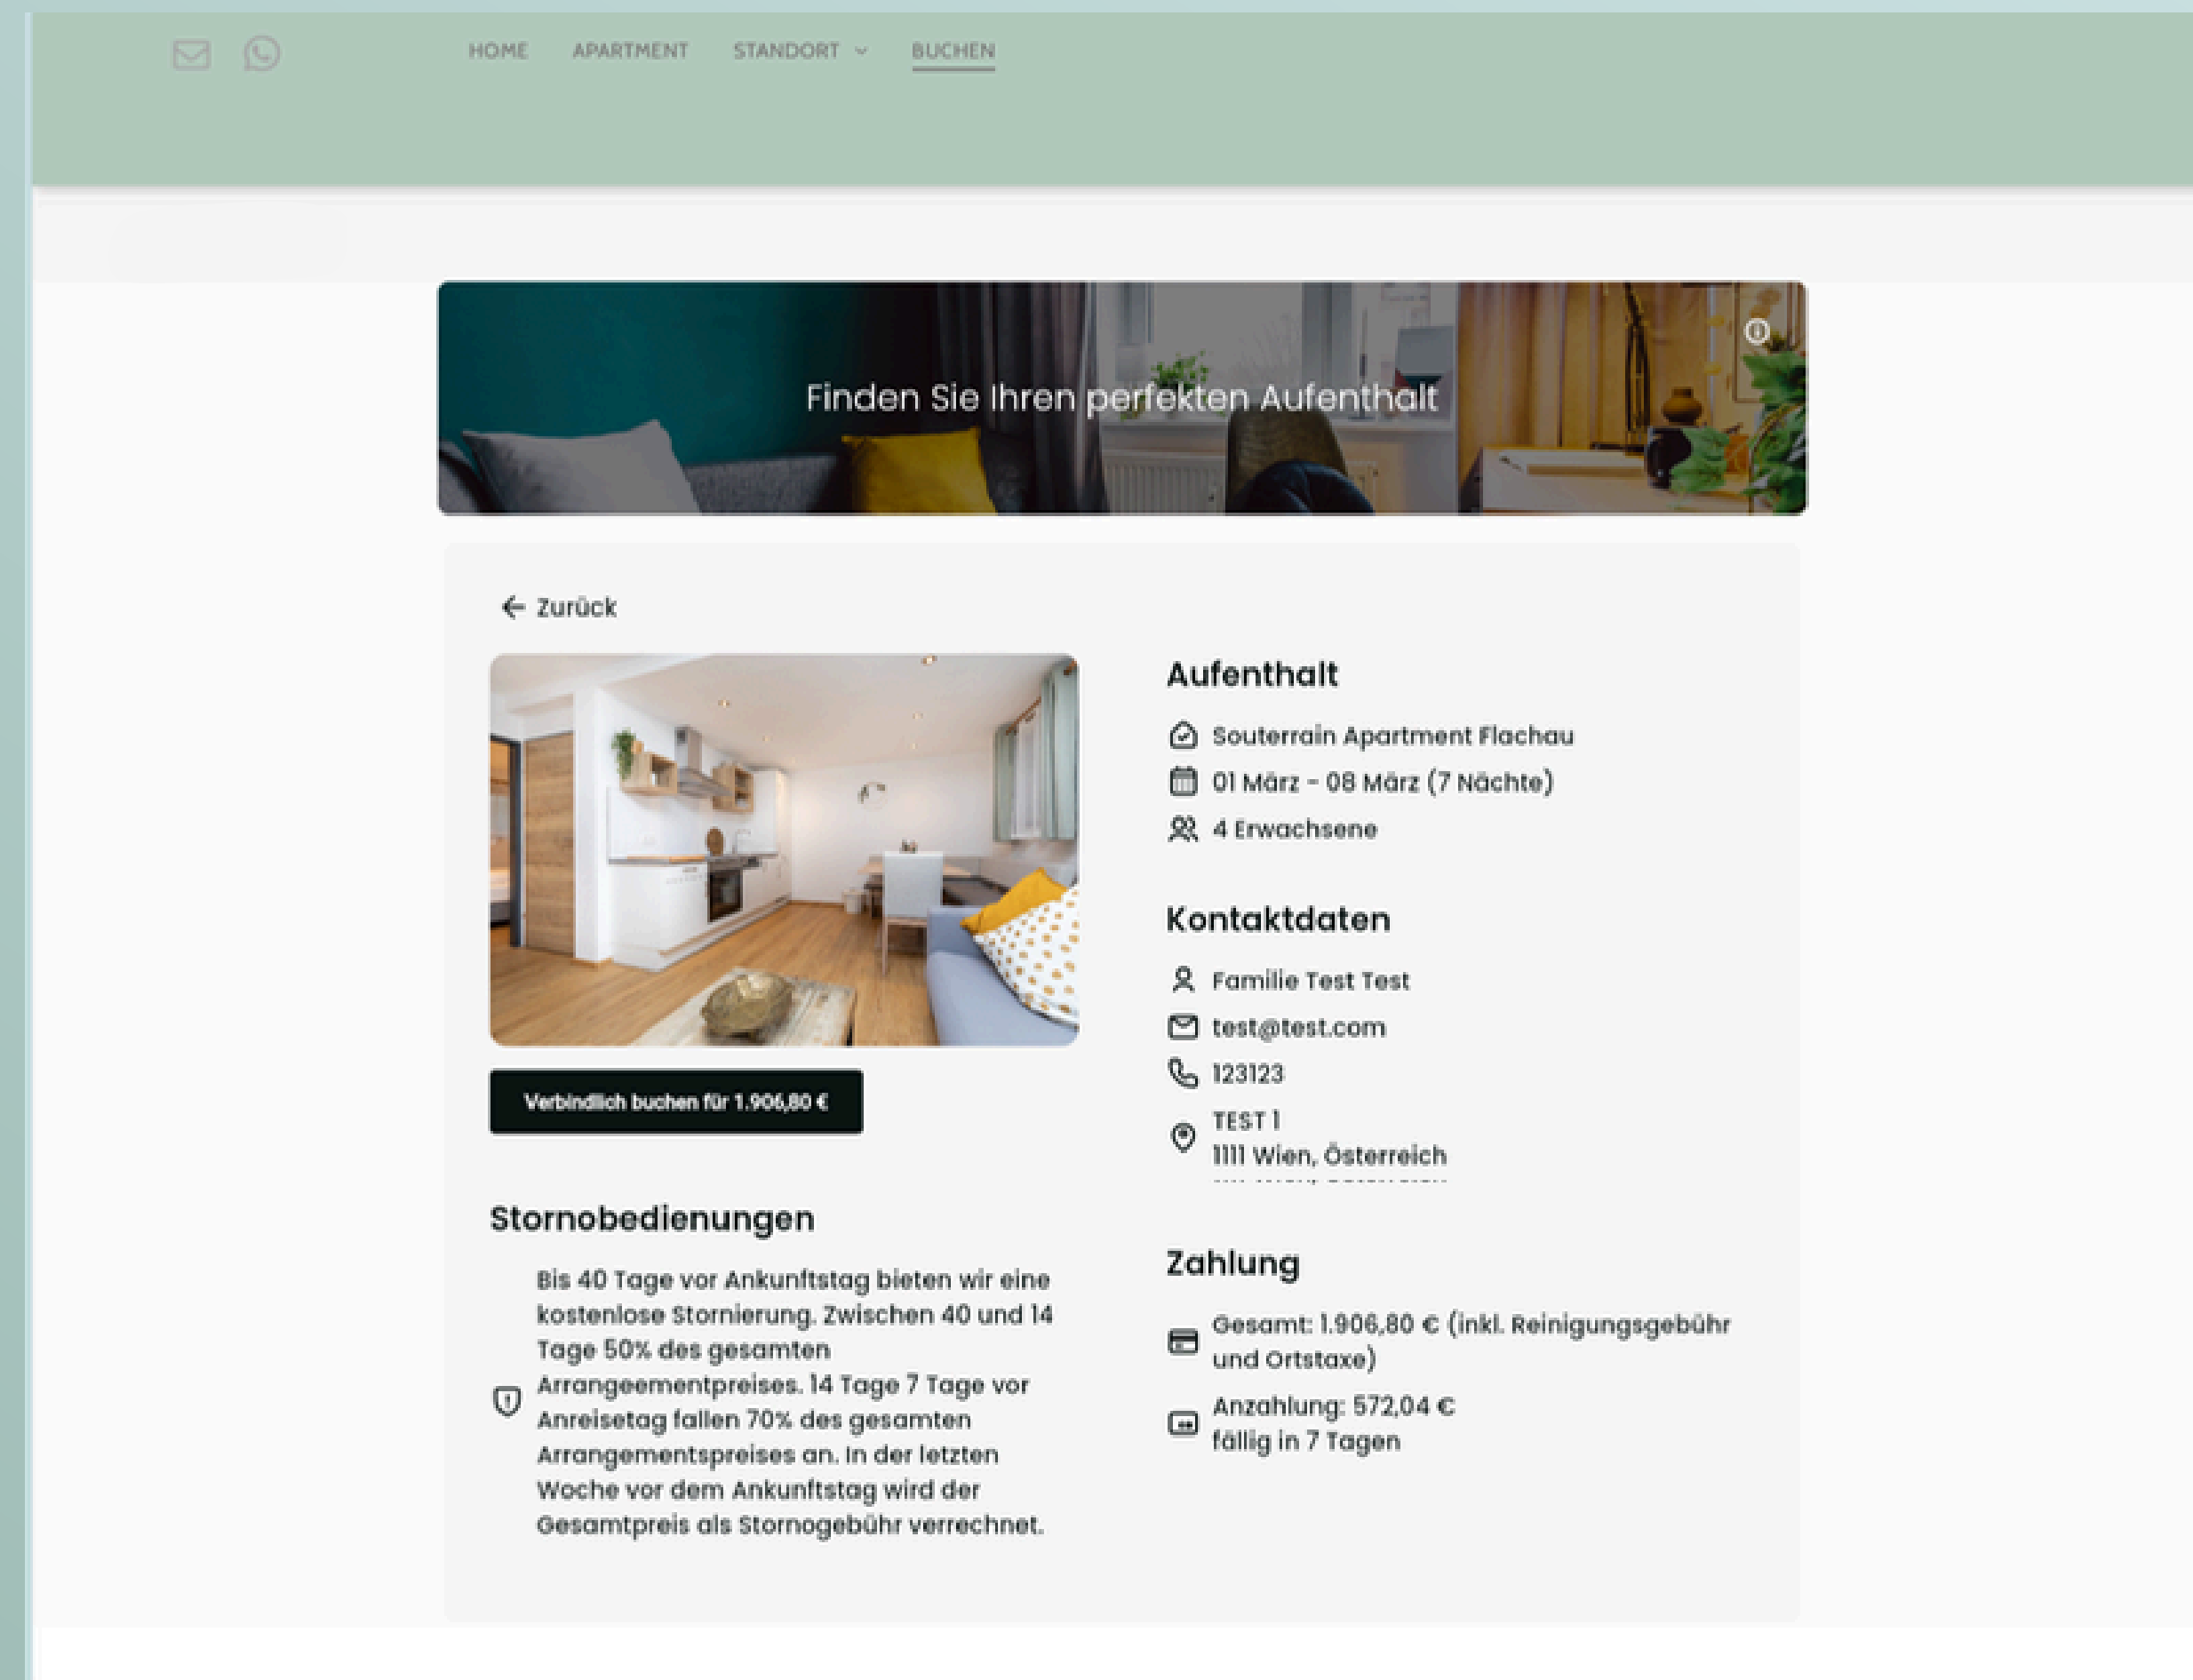 HOME APARTMENT STANDORT BUCHEN
Finden Sie Ihren perfekten Aufenthalt
Zurück
Verbindlich buchen für 1.906,80 €
Stornobedienungen
Bis 40 Tage vor Ankunftstag bieten wir eine
kostenlose Stornierung. Zwischen 40 und 14
Tage 50% des gesamten
Arrangeementpreises. 14 Tage 7 Tage vor
Anreisetag fallen 70% des gesamten
Arrangementspreises an. In der letzten
Woche vor dem Ankunftstag wird der
Gesamtpreis als Stornogebühr verrechnet.
Aufenthalt
Souterrain Apartment Flachau
01 März - 08 März (7 Nächte)
4 Erwachsene
Kontaktdaten
Familie Test Test
test@test.com
123123
TEST 1
1111 Wien, Österreich
Zahlung
Gesamt: 1.906,80 € (inkl. Reinigungsgebühr
und Ortstaxe)
Anzahlung: 572,04 €
fällig in 7 Tagen